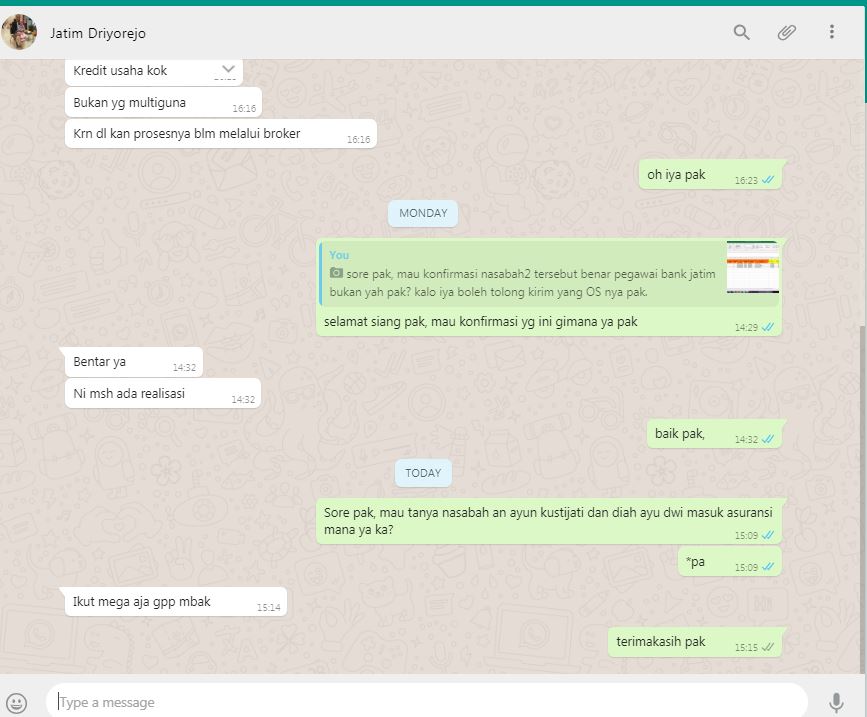 Jatim Driyorejo
Kredit usaha kok
Bukan yg multiguna
16:16
Krn dl kan prosesnya blm melalui broker
16:16
oh iya pak
16:23
MONDAY
You
sore pak, mau konfirmasi nasabah2 tersebut benar pegawai bank jatim
bukan yah pak? kalo iya boleh tolong kirim yang OS nya pak.
selamat siang pak, mau konfirmasi yg ini gimana ya pak
14:29
Bentar ya
14:32
Ni msh ada realisasi
14:32
baik pak,
14:32
TODAY
Sore pak, mau tanya nasabah an ayun kustijati dan diah ayu dwi masuk asuransi
mana ya ka?
15:09
*pa
15:09
Ikut mega aja gpp mbak
15:14
terimakasih pak
15:15
Type a message